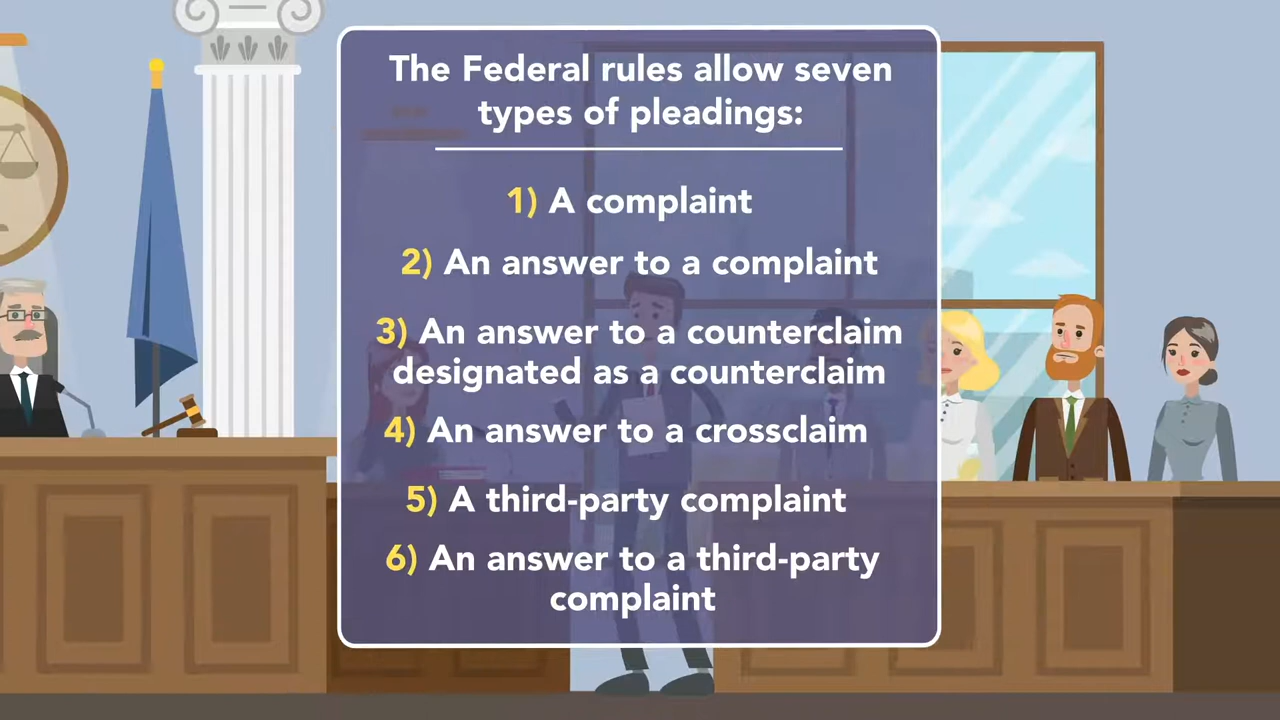 The Federal rules allow seven
types of pleadings:
1) A complaint
2) An answer to a complaint
3) An answer to a counterclaim
designated as a counterclaim
4) An answer to a crossclaim
5) A third-party complaint
6) An answer to a third-party
complaint